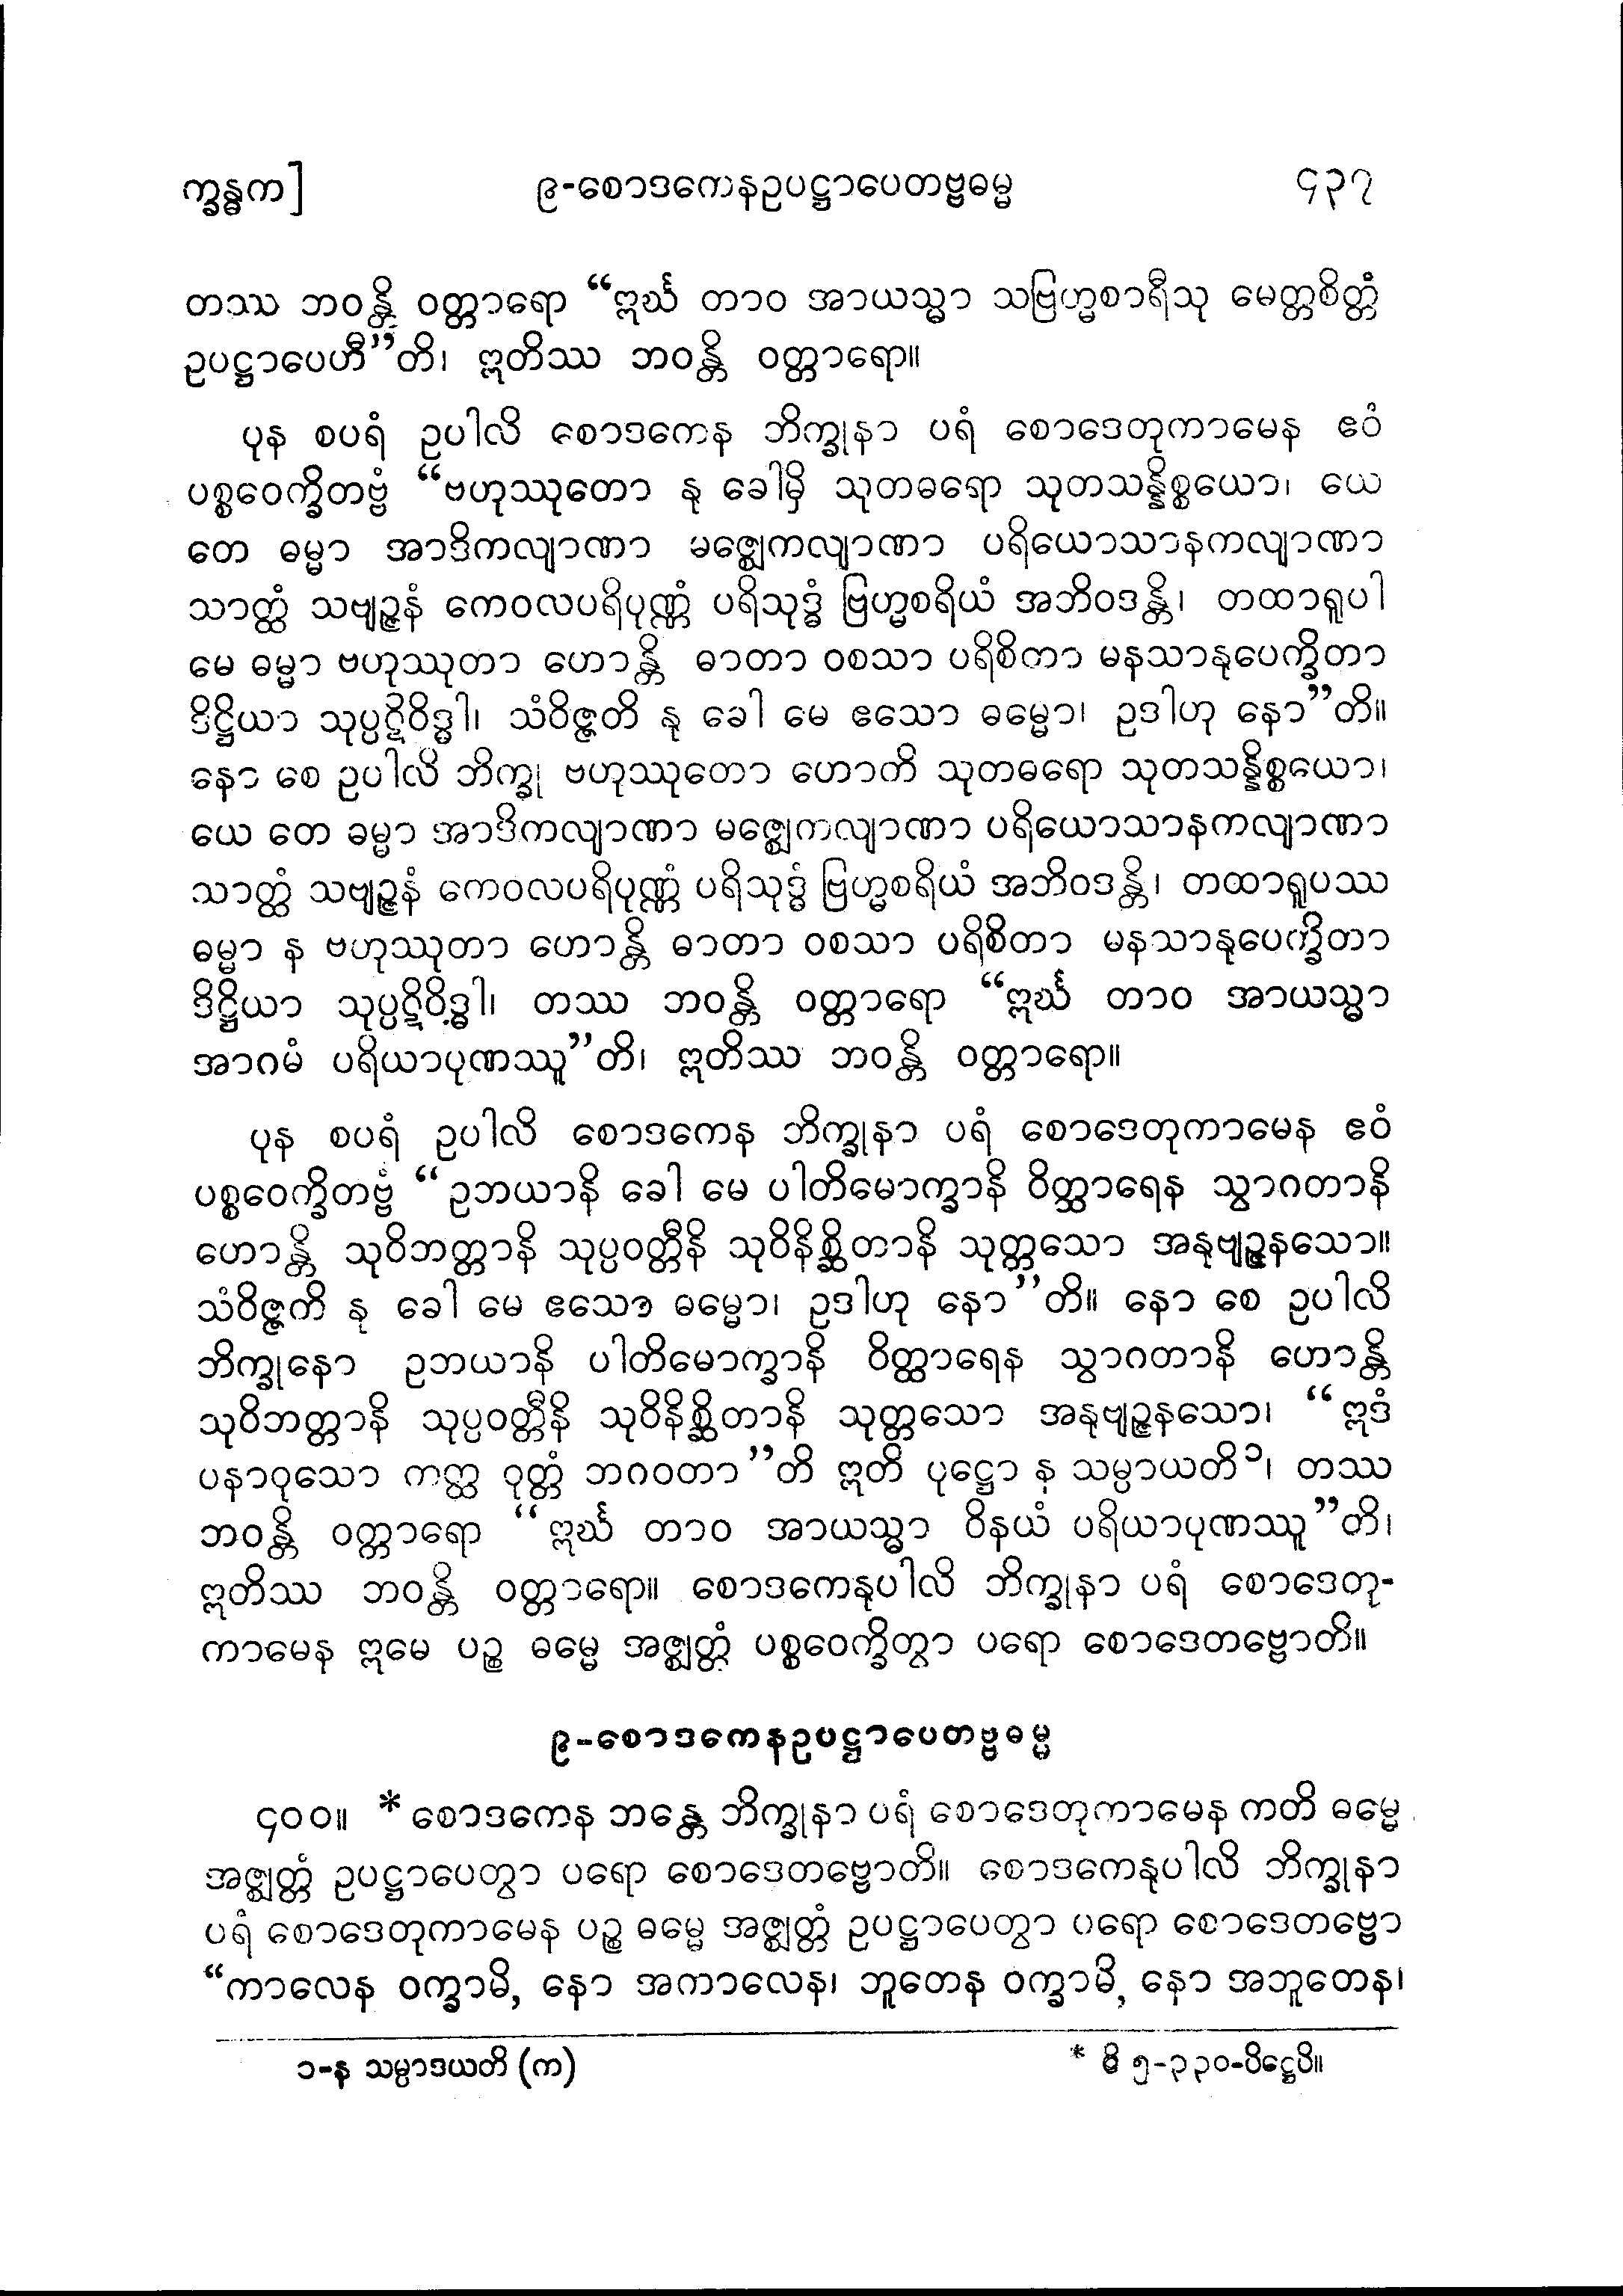 က္ခန္ဓက]
၉-စောဒကေနဥပဋ္ဌာပေတဗ္ဗဓမ္မ
၄၃၇
တဿ ဘဝန္တိ ဝတ္တာရော “ဣင်္ဃ တာဝ အာယသ္မာ သဗြဟ္မစာရီသု မေတ္တစိတ္တံ
ဥပဋ္ဌာပေဟီ”တိ၊ ဣတိဿ ဘဝန္တိ ဝတ္တာရော။
ပုန စပရံ ဥပါလိ စောဒကေန ဘိက္ခုနာ ပရံ စောဒေတုကာမေန ဧဝံ
ပစ္စဝေက္ခိတဗ္ဗံ “ဗဟုဿုတော နု ခေါမှိ သုတဓရော သုတသန္နိစ္စယော၊ ယေ
တေ ဓမ္မာ အာဒိကလျာဏာ မဇ္ဈေကလျာဏာ ပရိယောသာနကလျာဏာ
သာတ္ထံ သဗျဉ္ဇနံ ကေဝလပရိပုဏ္ဏံ ပရိသုဒ္ဓံ ဗြဟ္မစရိယံ အဘိဝဒန္တိ၊ တထာရူပါ
မေ ဓမ္မာ ဗဟုဿုတာ ဟောန္တိ ဓာတာ ဝစသာ ပရိစိတာ မနသာနုပေက္ခိတာ
ဒိဋ္ဌိယာ သုပ္ပဋိဝိဒ္ဓါ၊ သံဝိဇ္ဇတိ နု ခေါ မေ ဧသော ဓမ္မော၊ ဥဒါဟု နော”တိ။
နော စေ ဥပါလိ ဘိက္ခု ဗဟုဿုတော ဟောတိ သုတဓရော သုတသန္နိစ္စယော၊
ယေ တေ ဓမ္မာ အာဒိကလျာဏာ မဇ္ဈေကလျာဏာ ပရိယောသာနကလျာဏာ
သာတ္ထံ သဗျဉ္ဇနံ ကေဝလပရိပုဏ္ဏံ ပရိသုဒ္ဓံ ဗြဟ္မစရိယံ အဘိဝဒန္တိ၊ တထာရူပဿ
ဓမ္မာ န ဗဟုဿုတာ ဟောန္တိ ဓာတာ ဝစသာ ပရိစိတာ မနသာနုပေက္ခိတာ
ဒိဋ္ဌိယာ သုပ္ပဋိဝိဒ္ဓါ၊ တဿ ဘဝန္တိ ဝတ္တာရော “ဣင်္ဃ တာဝ အာယသ္မာ
အာဂမံ ပရိယာပုဏဿူ”တိ၊ ဣတိဿ ဘဝန္တိ ဝတ္တာရော။
ပုန စပရံ ဥပါလိ စောဒကေန ဘိက္ခုနာ ပရံ စောဒေတုကာမေန ဧဝံ
ပစ္စဝေက္ခိတဗ္ဗံ “ဥဘယာနိ ခေါ မေ ပါတိမောက္ခာနိ ဝိတ္ထာရေန သွာဂတာနိ
ဟောန္တိ သုဝိဘတ္တာနိ သုပ္ပဝတ္တီနိ သုဝိနိစ္ဆိတာနိ သုတ္တသော အနုဗျဉ္ဇနသော။
သံဝိဇ္ဇတိ နု ခေါ မေ ဧသော ဓမ္မော၊ ဥဒါဟု နော”တိ။ နော စေ ဥပါလိ
ဘိက္ခုနော ဥဘယာနိ ပါတိမောက္ခာနိ ဝိတ္ထာရေန သွာဂတာနိ ဟောန္တိ
သုဝိဘတ္တာနိ သုပ္ပဝတ္တီနိ သုဝိနိစ္ဆိတာနိ သုတ္တသော အနုဗျဉ္ဇနသော၊ “ဣဒံ
ပနာဝုသော ကတ္ထ ဝုတ္တံ ဘဂဝတာ”တိ ဣတိ ပုဋ္ဌော န သမ္ပာယတိ၁၊ တဿ
ဘဝန္တိ ဝတ္တာရော “ဣင်္ဃ တာဝ အာယသ္မာ ဝိနယံ ပရိယာပုဏဿူ”တိ၊
ဣတိဿ ဘဝန္တိ ဝတ္တာရော။ စောဒကေနုပါလိ ဘိက္ခုနာ ပရံ စောဒေတု-
ကာမေန ဣမေ ပဉ္စ ဓမ္မေ အဇ္ဈတ္တံ ပစ္စဝေက္ခိတွာ ပရော စောဒေတဗ္ဗောတိ။
၉-စောဒကေနဥပဋ္ဌာပေတဗ္ဗဓမ္မ
၄၀၀။ *စောဒကေန ဘန္တေ ဘိက္ခုနာ ပရံ စောဒေတုကာမေန ကတိ ဓမ္မေ
အဇ္ဈတ္တံ ဥပဋ္ဌာပေတွာ ပရော စောဒေတဗ္ဗောတိ။ စောဒကေနုပါလိ ဘိက္ခုနာ
ပရံ စောဒေတုကာမေန ပဉ္စ ဓမ္မေ အဇ္ဈတ္တံ ဥပဋ္ဌာပေတွာ ပရော စောဒေတဗ္ဗော
“ကာလေန ဝက္ခာမိ, နော အကာလေန၊ ဘူတေန ဝက္ခာမိ, နော အဘူတေန၊
၁-န သမ္ပာဒယတိ (က)
* ဝိ ၅-၃၃၀-ပိဋ္ဌေပိ။